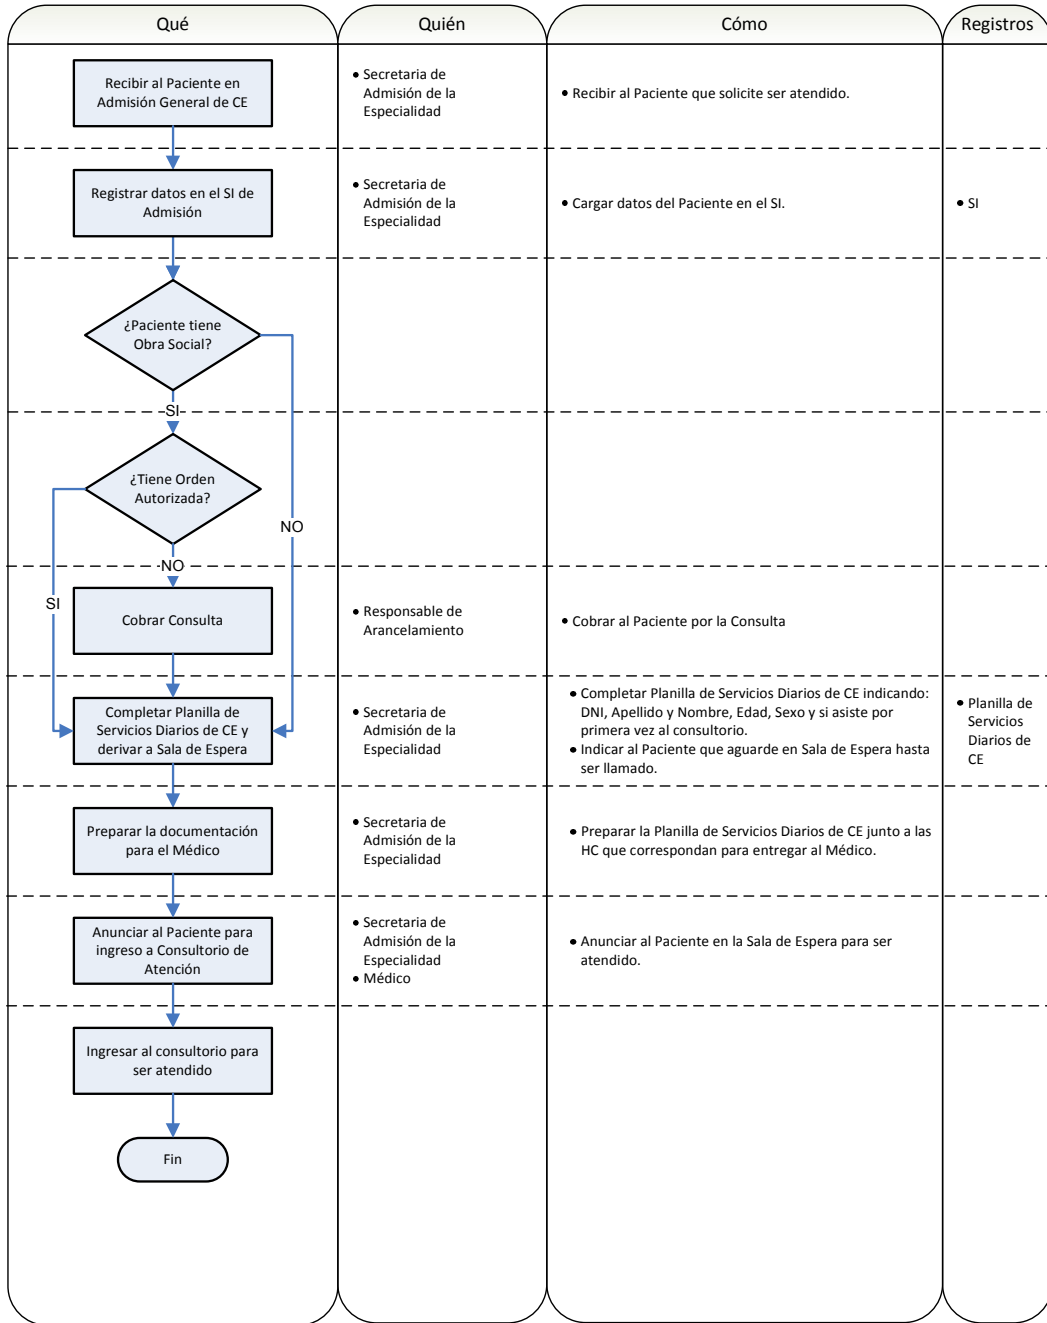 Qué
Quién
Cómo
Registros
Recibir al Paciente en
Admisión General de CE
• Secretaria de
Admisión de la
Especialidad
• Recibir al Paciente que solicite ser atendido.
Registrar datos en el SI de
Admisión
• Secretaria de
Admisión de la
Especialidad
• Cargar datos del Paciente en el SI.
• SI
¿Paciente tiene
Obra Social?
SI
¿Tiene Orden
Autorizada?
NO
NO
SI
Cobrar Consulta
• Responsable de
Arancelamiento
• Cobrar al Paciente por la Consulta
Completar Planilla de
Servicios Diarios de CE y
derivar a Sala de Espera
• Secretaria de
Admisión de la
Especialidad
• Completar Planilla de Servicios Diarios de CE indicando:
DNI, Apellido y Nombre, Edad, Sexo y si asiste por
primera vez al consultorio.
• Indicar al Paciente que aguarde en Sala de Espera hasta
ser llamado.
• Planilla de
Servicios
Diarios de
CE
Preparar la documentación
para el Médico
• Secretaria de
Admisión de la
Especialidad
• Preparar la Planilla de Servicios Diarios de CE junto a las
HC que correspondan para entregar al Médico.
Anunciar al Paciente para
ingreso a Consultorio de
Atención
• Secretaria de
Admisión de la
Especialidad
• Médico
• Anunciar al Paciente en la Sala de Espera para ser
atendido.
Ingresar al consultorio para
ser atendido
Fin